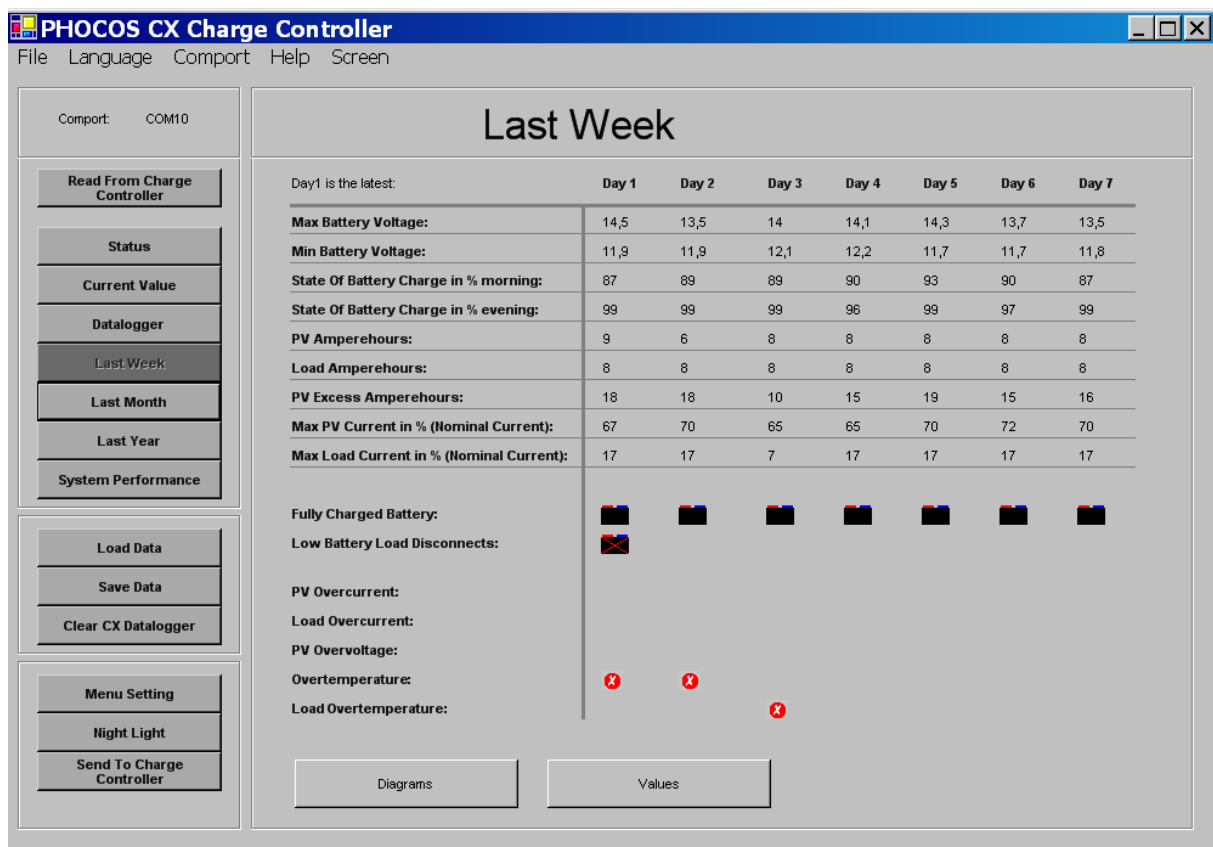 PHOCOS CX Charge Controller
File Language Comport Help Screen
Comport: COM10
Last Week
Read From Charge
Controller
Status
Current Value
Datalogger
Last Week
Last Month
Last Year
System Performance
Load Data
Save Data
Clear CX Datalogger
Menu Setting
Night Light
Send To Charge
Controller
Day1 is the latest: Day 1 Day 2 Day 3 Day 4 Day 5 Day 6 Day 7
Max Battery Voltage: 14,5 13,5 14 14,1 14,3 13,7 13,5
Min Battery Voltage: 11,9 11,9 12,1 12,2 11,7 11,7 11,8
State Of Battery Charge in % morning: 87 89 89 90 93 90 87
State Of Battery Charge in % evening: 99 99 99 96 99 97 99
PV Amperehours: 9 6 8 8 8 8 8
Load Amperehours: 8 8 8 8 8 8 8
PV Excess Amperehours: 18 18 10 15 19 15 16
Max PV Current in % (Nominal Current): 67 70 65 65 70 72 70
Max Load Current in % (Nominal Current): 17 17 7 17 17 17 17
Fully Charged Battery:
Low Battery Load Disconnects:
PV Overcurrent:
Load Overcurrent:
PV Overvoltage:
Overtemperature:
Load Overtemperature:
Diagrams Values